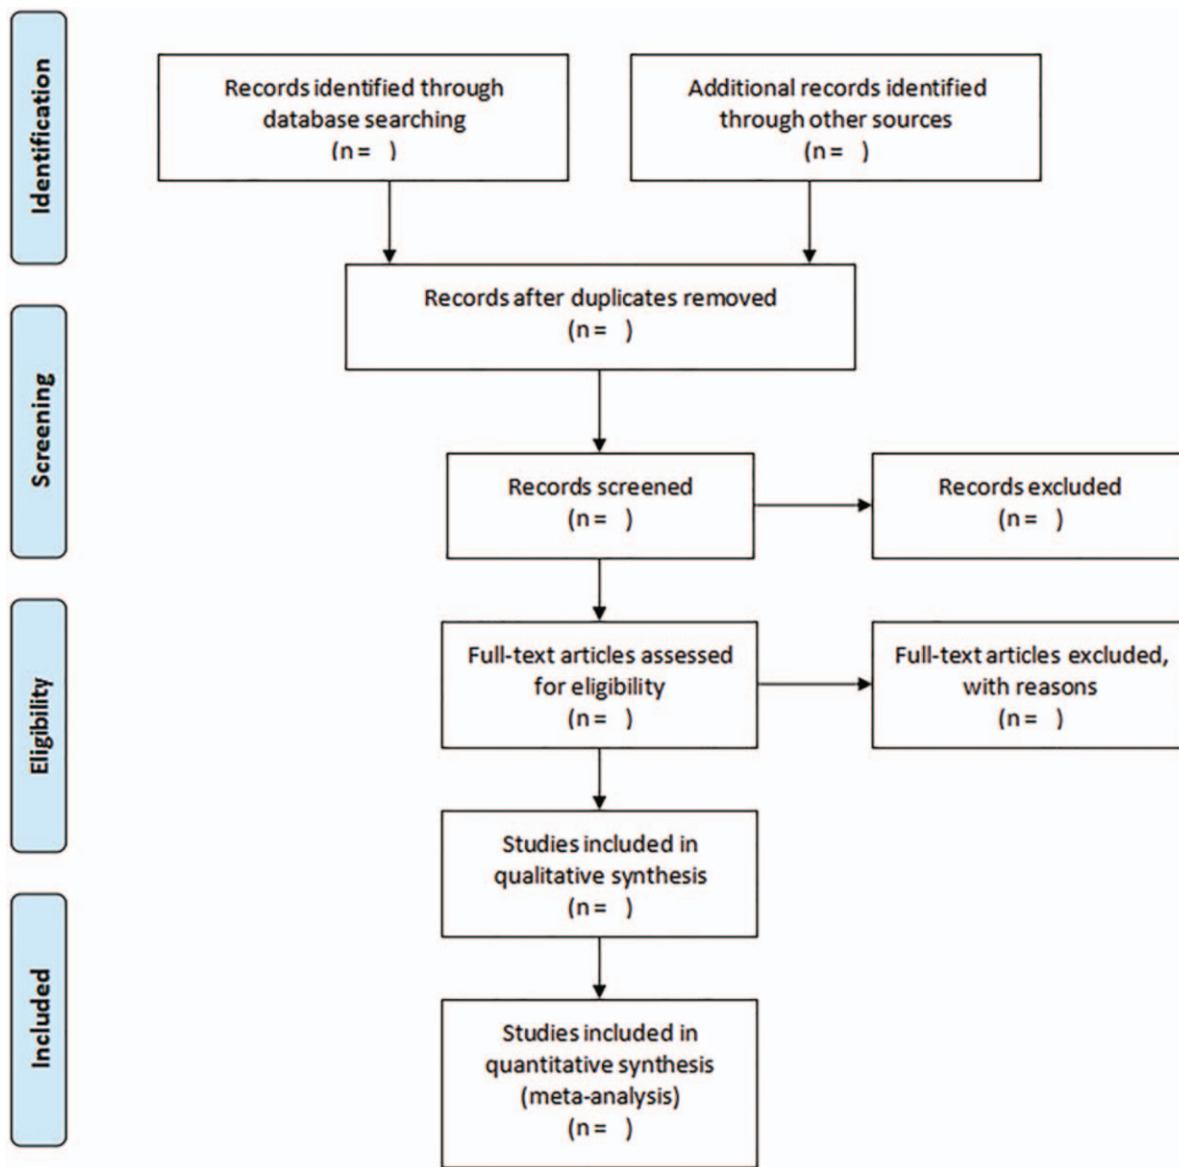 Identification
Records identified through
database searching
(n =   )
Additional records identified
through other sources
(n =   )
Records after duplicates removed
(n =   )
Screening
Records screened
(n =   )
Records excluded
(n =   )
Eligibility
Full-text articles assessed
for eligibility
(n =   )
Full-text articles excluded,
with reasons
(n =   )
Studies included in
qualitative synthesis
(n =   )
Included
Studies included in
quantitative synthesis
(meta-analysis)
(n =   )